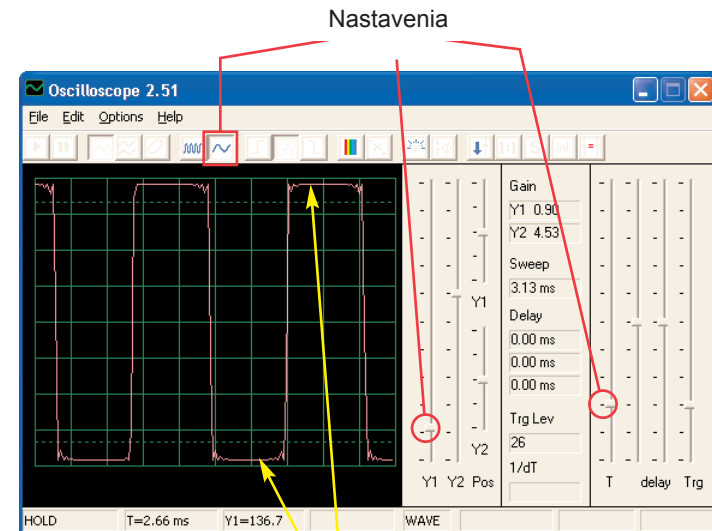 Nastavenia
Oscilloscope 2.51
File Edit Options Help
1:1 S W
Gain
Y1 0.90
Y2 4.53
Sweep
3.13 ms
Delay
0.00 ms
0.00 ms
0.00 ms
Trg Lev
26
1/dT
Y1
Y2
Y1 Y2 Pos
T delay Trg
HOLD T=2.66 ms Y1=136.7 WAVE